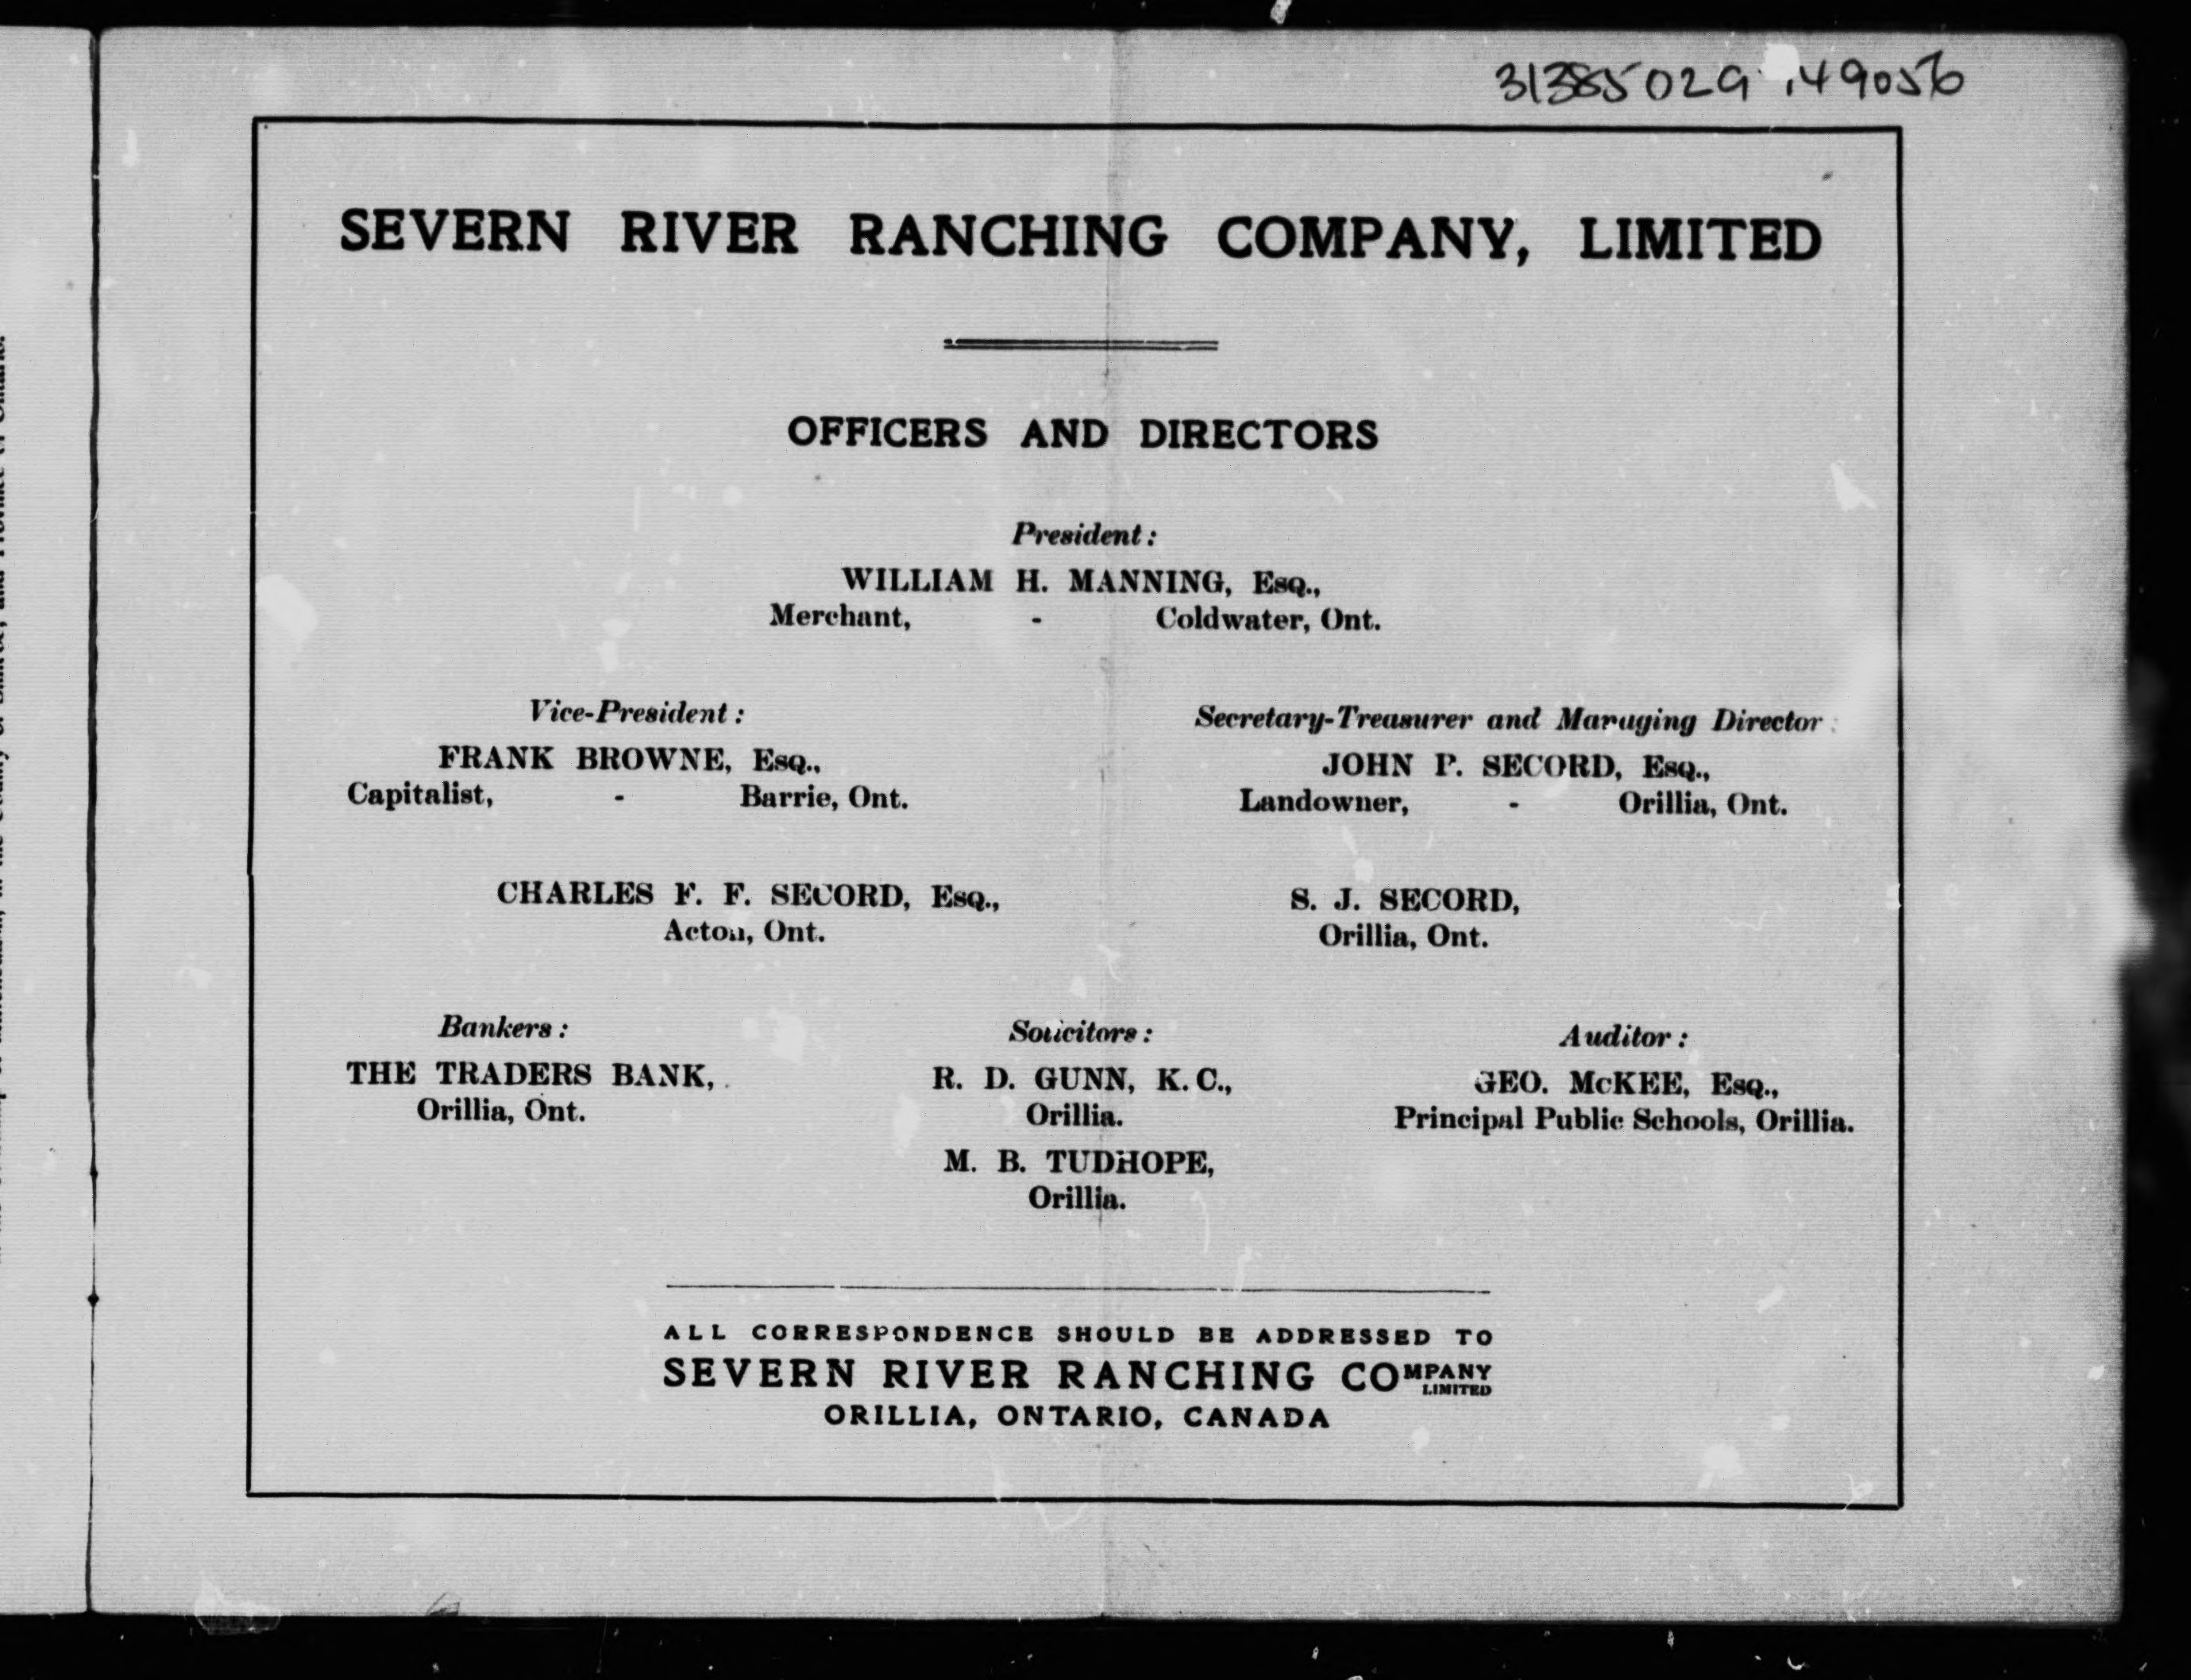 31385029149056
SEVERN RIVER RANCHING COMPANY, LIMITED
OFFICERS AND DIRECTORS
President:
WILLIAM H. MANNING, Esq.,
Merchant, - Coldwater, Ont.
Vice-President:
FRANK BROWNE, Esq.,
Capitalist, - Barrie, Ont.
Secretary-Treasurer and Managing Director:
JOHN P. SECORD, Esq.,
Landowner, - Orillia, Ont.
CHARLES F. F. SECORD, Esq.,
Acton, Ont.
S. J. SECORD,
Orillia, Ont.
Bankers:
THE TRADERS BANK,
Orillia, Ont.
Solicitors:
R. D. GUNN, K.C.,
Orillia.
M. B. TUDHOPE,
Orillia.
Auditor:
GEO. McKEE, Esq.,
Principal Public Schools, Orillia.
ALL CORRESPONDENCE SHOULD BE ADDRESSED TO
SEVERN RIVER RANCHING COMPANY LIMITED
ORILLIA, ONTARIO, CANADA